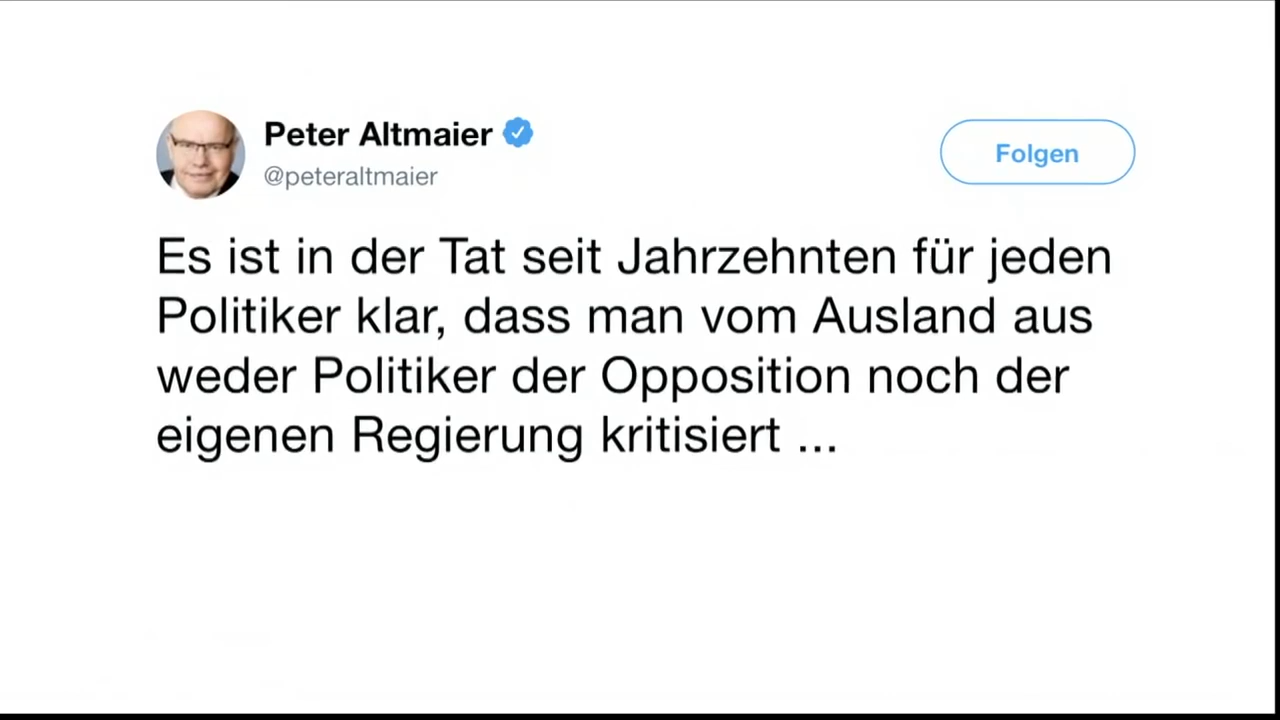 Peter Altmaier
@peteraltmaier
Folgen
Es ist in der Tat seit Jahrzehnten für jeden
Politiker klar, dass man vom Ausland aus
weder Politiker der Opposition noch der
eigenen Regierung kritisiert ...